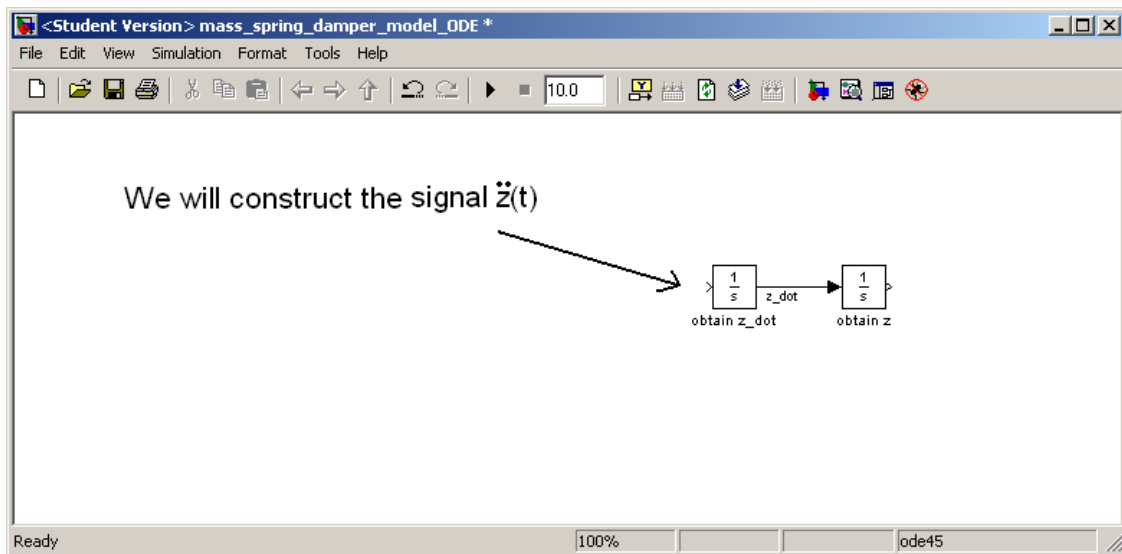 <Student Version> mass_spring_damper_model_ODE *
File Edit View Simulation Format Tools Help
10.0
We will construct the signal z̈(t)
1
s
z_dot
1
s
obtain z_dot
obtain z
Ready 100% ode45